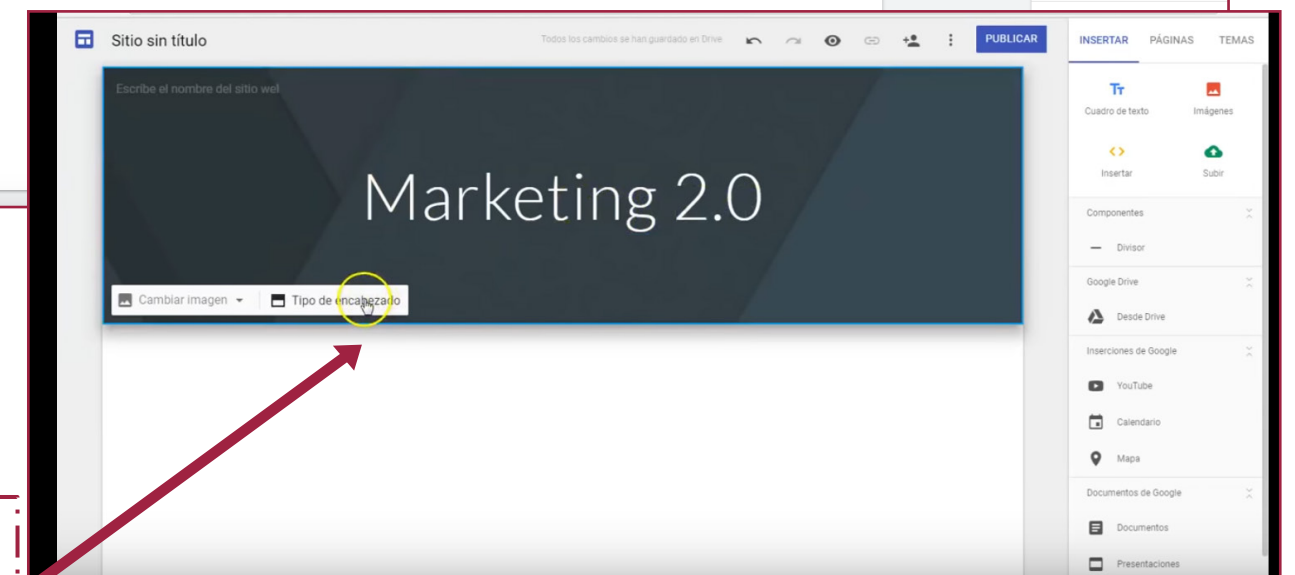 Sitio sin título
Todos los cambios se han guardado en Drive.
PUBLICAR
INSERTAR PÁGINAS TEMAS
Escribe el nombre del sitio wel
Marketing 2.0
Cambiar imagen
Tipo de encabezado
Tт
Cuadro de texto Imágenes
Insertar Subir
Componentes
Divisor
Google Drive
Desde Drive
Inserciones de Google
YouTube
Calendario
Mapa
Documentos de Google
Documentos
Presentaciones